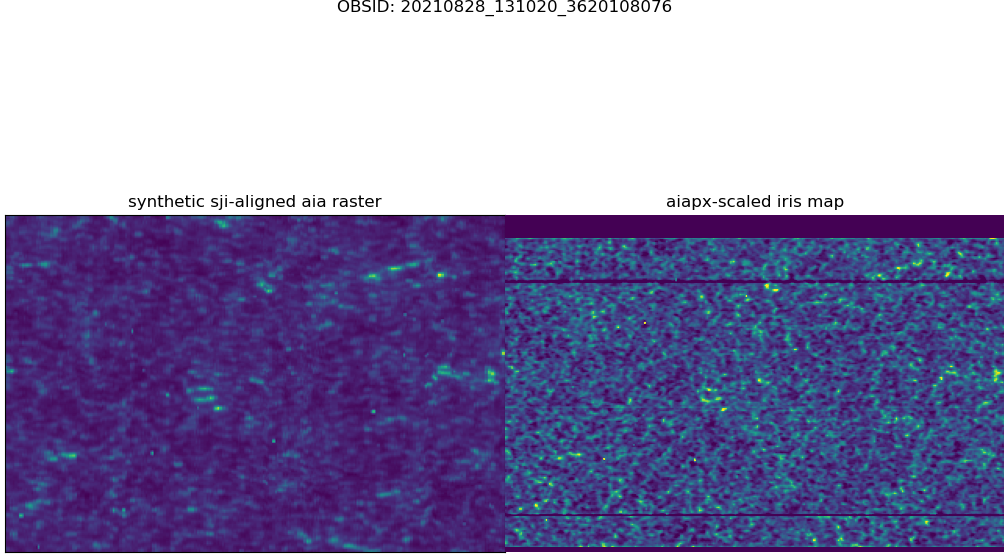 OBSID: 20210828_131020_3620108076
synthetic sji-aligned aia raster
aiapx-scaled iris map